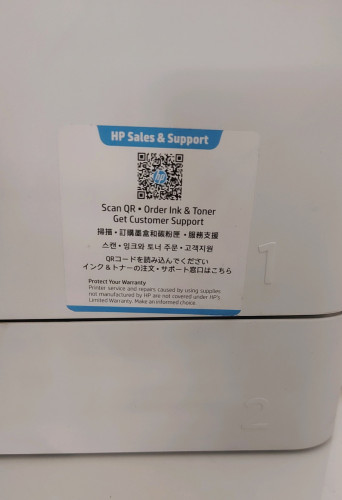 HP Sales & Support
hp
Scan QR • Order Ink & Toner
Get Customer Support
掃描 • 訂購墨盒和碳粉匣 • 服務支援
스캔 • 잉크와 토너 주문 • 고객지원
QRコードを読み込んでください
インク＆トナーの注文・サポート窓口はこちら
Protect Your Warranty
Printer service and repairs caused by using supplies
not manufactured by HP are not covered under HP's
Limited Warranty. Make an informed choice.
1
2